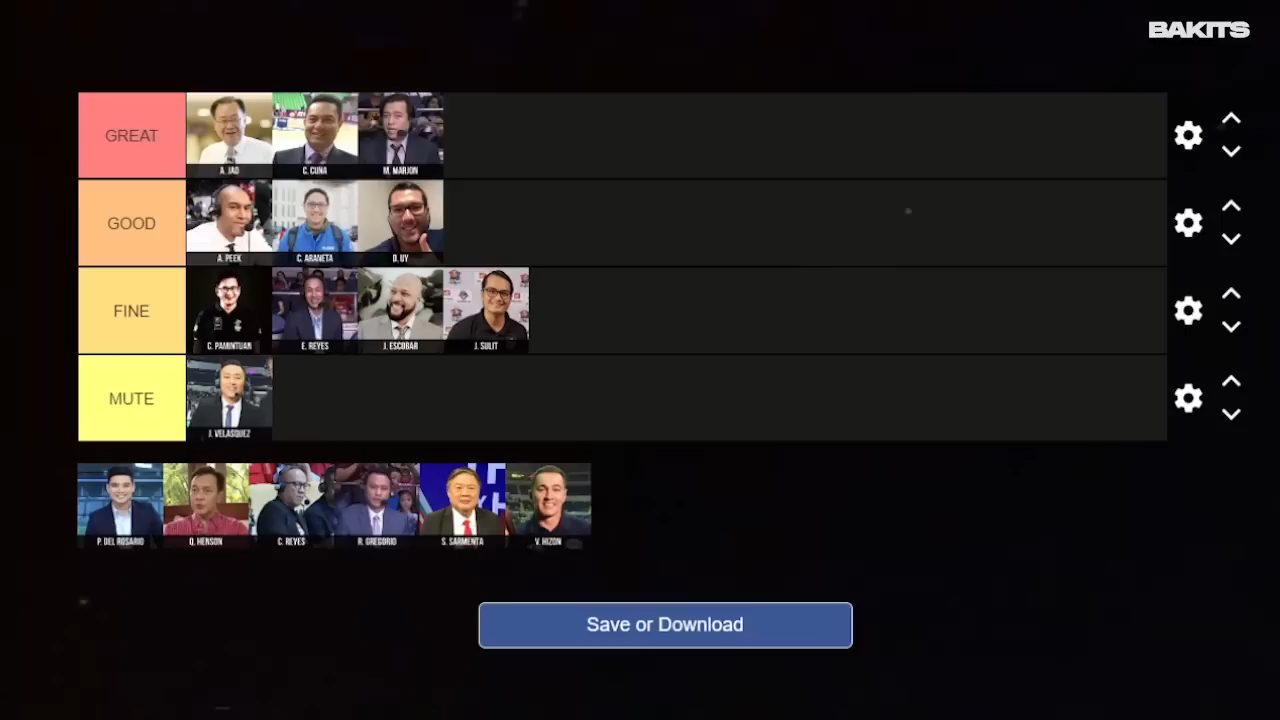 BAKITS
GREAT
A. JAO
C. CUNA
M. MARJON
GOOD
A. PEEK
C. ARANETA
D. UY
FINE
C. PAMINTUAN
E. REYES
J. ESCOBAR
J. SULIT
MUTE
J. VELASQUEZ
P. DEL ROSARIO
Q. HENSON
C. REYES
R. GREGORIO
S. SARMENTA
V. HIZON
Save or Download